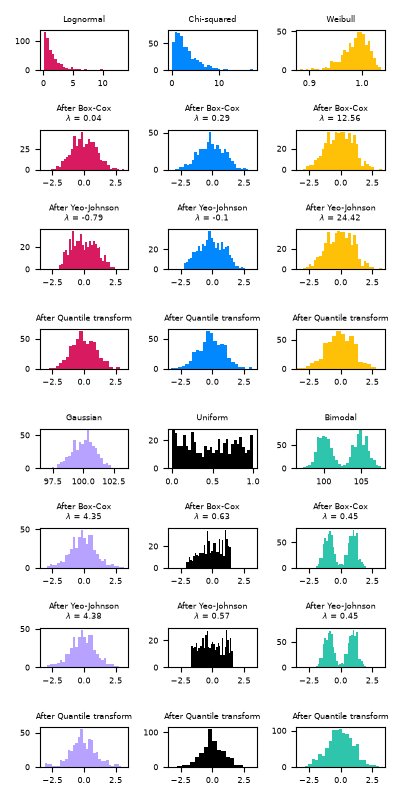 Lognormal Chi-squared Weibull
100 50 50
0 0 0
0 5 10 0 10 0.9 1.0
After Box-Cox After Box-Cox After Box-Cox
λ = 0.04 λ = 0.29 λ = 12.56
25 50 20
0 0 0
−2.5 0.0 2.5 −2.5 0.0 2.5 −2.5 0.0 2.5
After Yeo-Johnson After Yeo-Johnson After Yeo-Johnson
λ = -0.79 λ = -0.1 λ = 24.42
20 25 20
0 0 0
−2.5 0.0 2.5 −2.5 0.0 2.5 −2.5 0.0 2.5
After Quantile transform After Quantile transform After Quantile transform
50 50 50
0 0 0
−2.5 0.0 2.5 −2.5 0.0 2.5 −2.5 0.0 2.5
Gaussian Uniform Bimodal
50 20 50
0 0 0
97.5 100.0 102.5 0.0 0.5 1.0 100 105
After Box-Cox After Box-Cox After Box-Cox
λ = 4.35 λ = 0.63 λ = 0.45
50 20 50
0 0 0
−2.5 0.0 2.5 −2.5 0.0 2.5 −2.5 0.0 2.5
After Yeo-Johnson After Yeo-Johnson After Yeo-Johnson
λ = 4.38 λ = 0.57 λ = 0.45
50 20 50
0 0 0
−2.5 0.0 2.5 −2.5 0.0 2.5 −2.5 0.0 2.5
After Quantile transform After Quantile transform After Quantile transform
50 100 100
0 0 0
−2.5 0.0 2.5 −2.5 0.0 2.5 −2.5 0.0 2.5